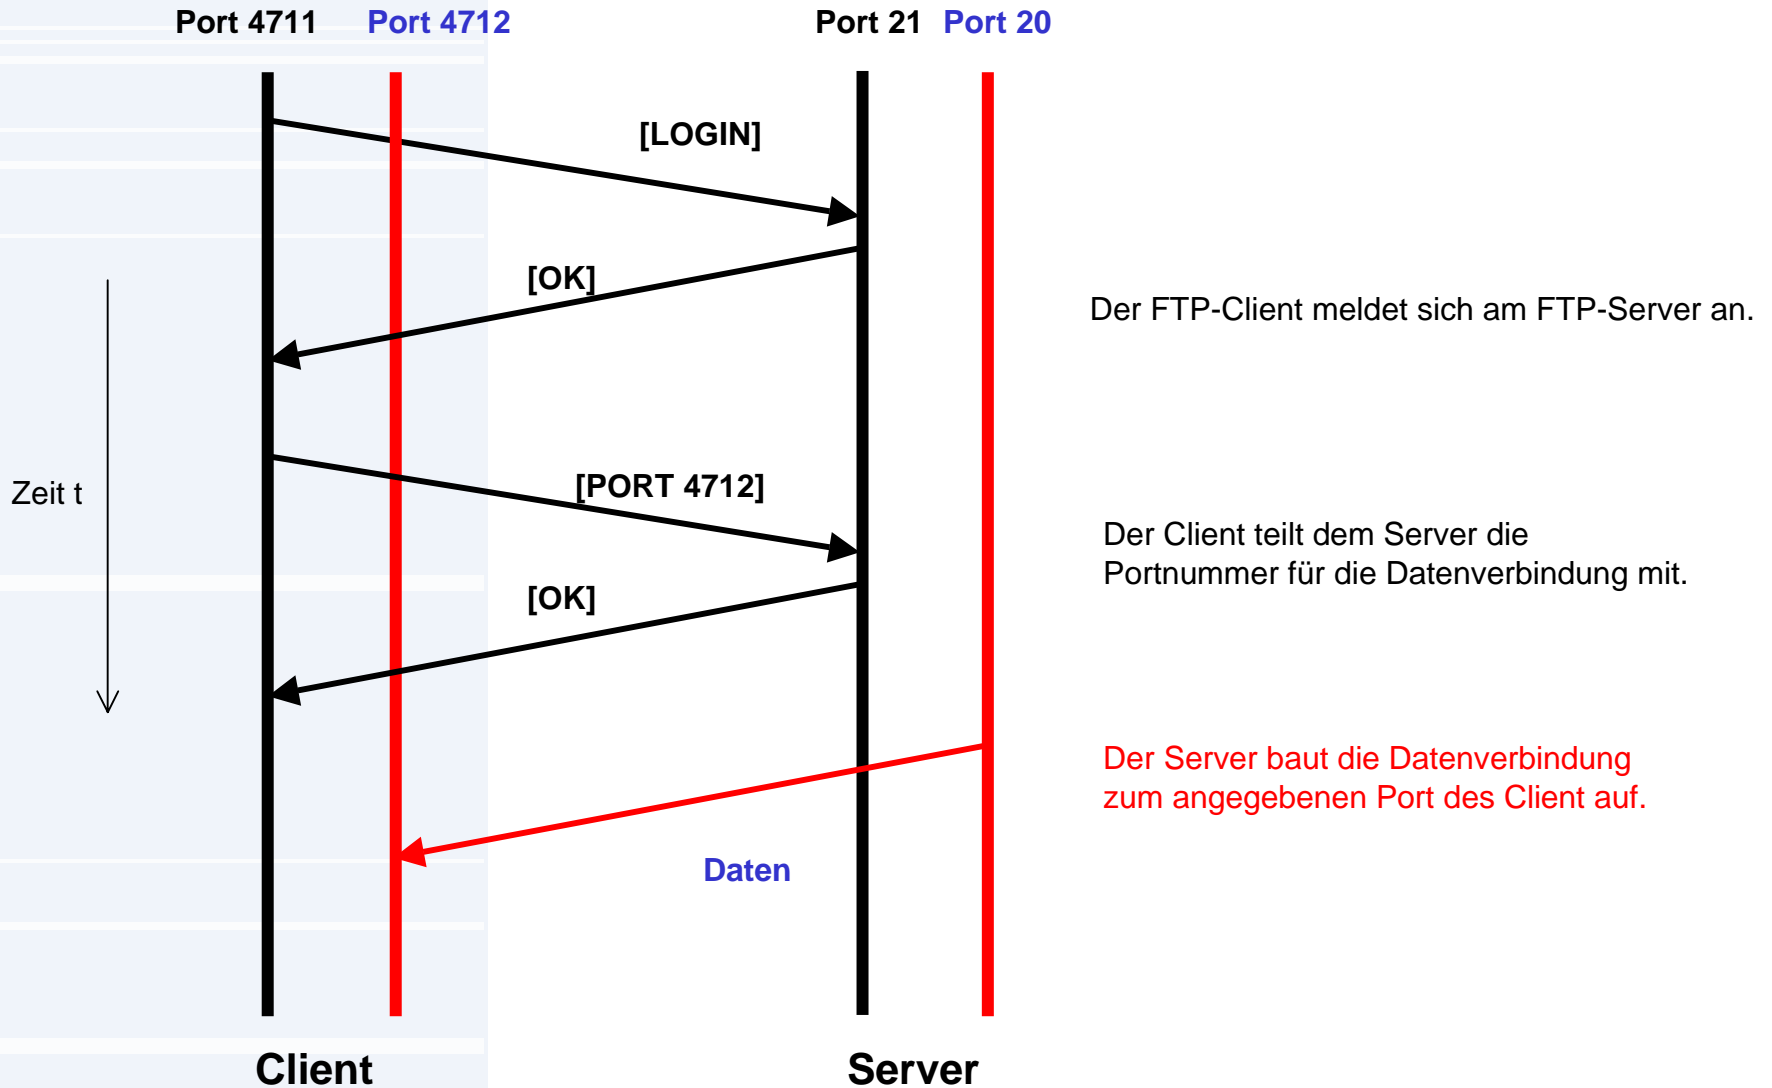 Port 4711 Port 4712 Port 21 Port 20
[LOGIN]
[OK]
Der FTP-Client meldet sich am FTP-Server an.
Zeit t
[PORT 4712]
Der Client teilt dem Server die
Portnummer für die Datenverbindung mit.
[OK]
Der Server baut die Datenverbindung
zum angegebenen Port des Client auf.
Daten
Client Server